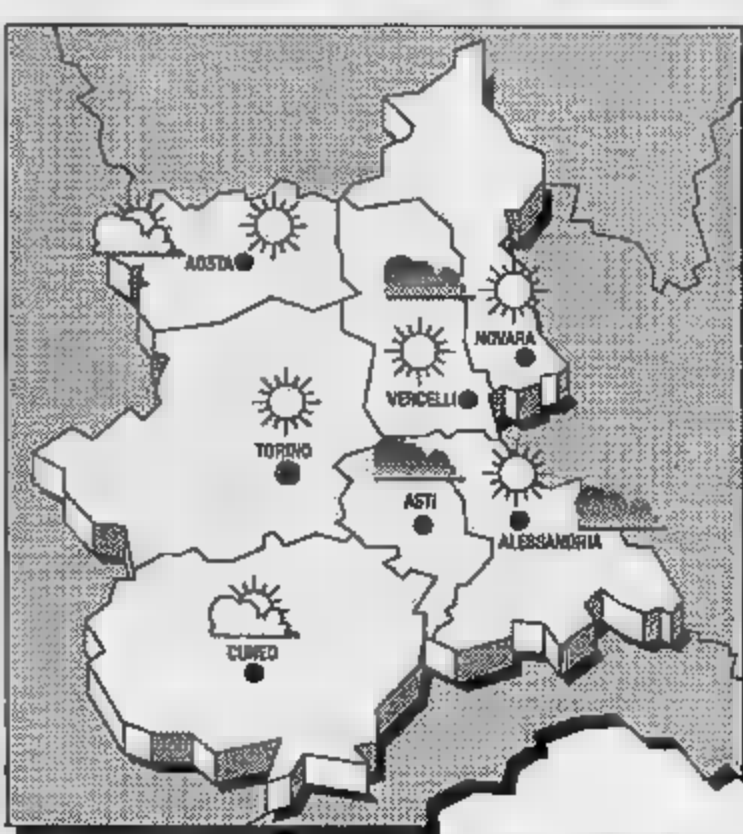 AOSTA
NOVARA
VERCELLI
TORINO
ASTI
ALESSANDRIA
CUNEO